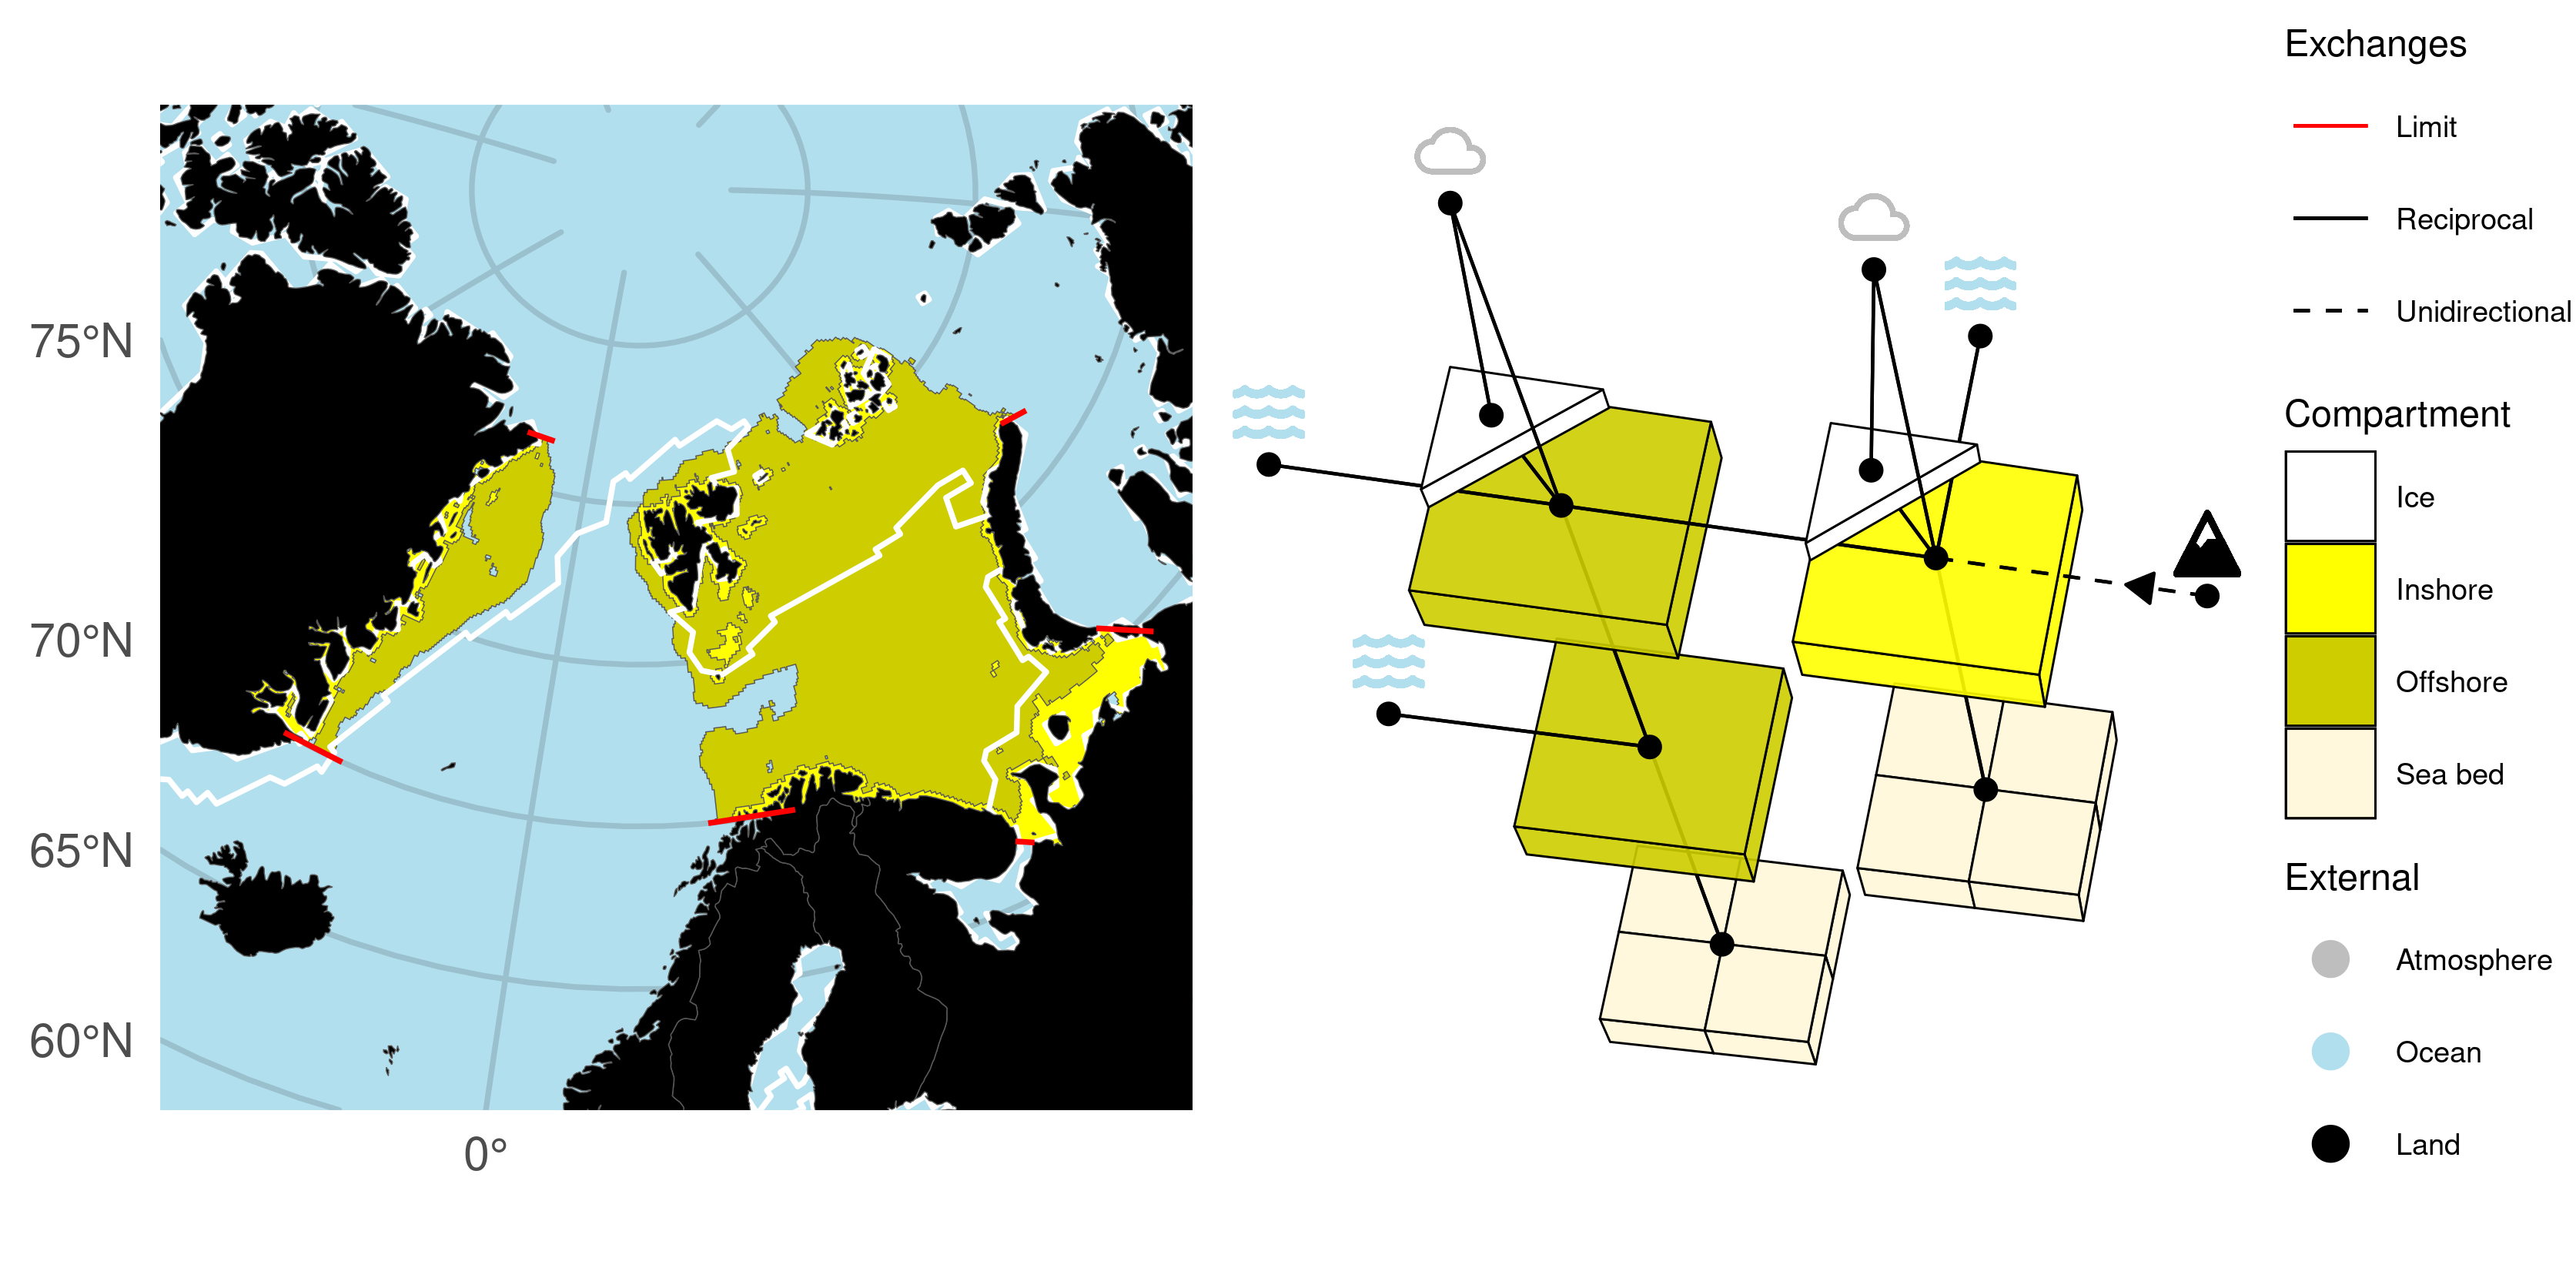 75°N
70°N
65°N
60°N
0°
Exchanges
Limit
Reciprocal
Unidirectional
Compartment
Ice
Inshore
Offshore
Sea bed
External
Atmosphere
Ocean
Land